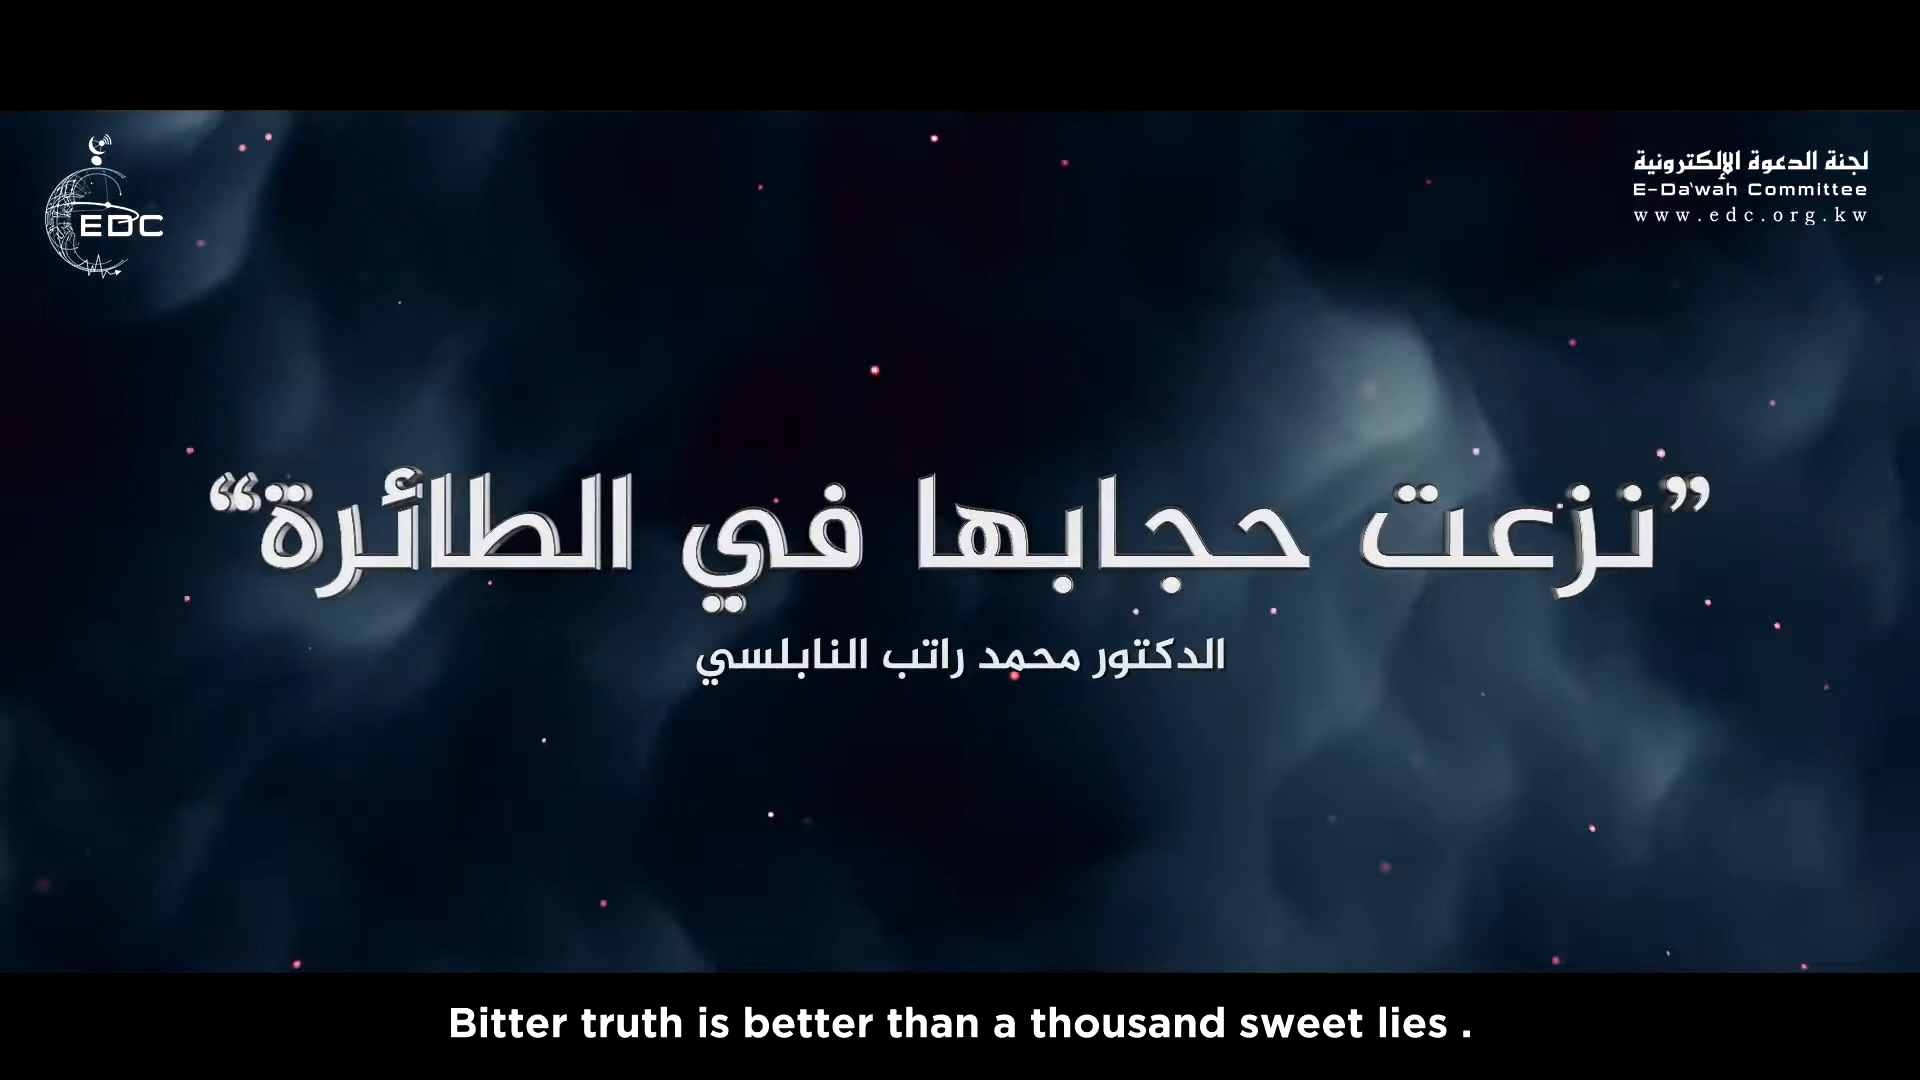 EDC
لجنة الدعوة الإلكترونية
E-Da'wah Committee
www.edc.org.kw
”نزعت حجابها في الطائرة“
الدكتور محمد راتب النابلسي
Bitter truth is better than a thousand sweet lies .